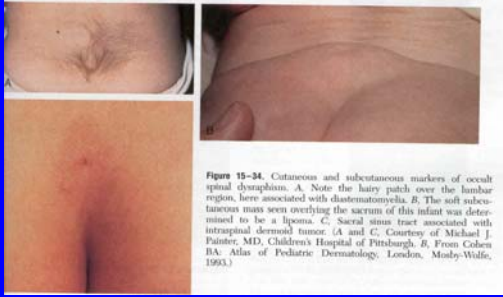 A
B
Figure 15–34. Cutaneous and subcutaneous markers of occult
spinal dysraphism. A, Note the hairy patch over the lumbar
region, here associated with diastematomyelia. B, The soft subcu-
taneous mass seen overlying the sacrum of this infant was deter-
mined to be a lipoma. C, Sacral sinus tract associated with
intraspinal dermoid tumor. (A and C, Courtesy of Michael J.
Painter, MD, Children's Hospital of Pittsburgh. B, From Cohen
BA: Atlas of Pediatric Dermatology, London, Mosby-Wolfe,
1993.)